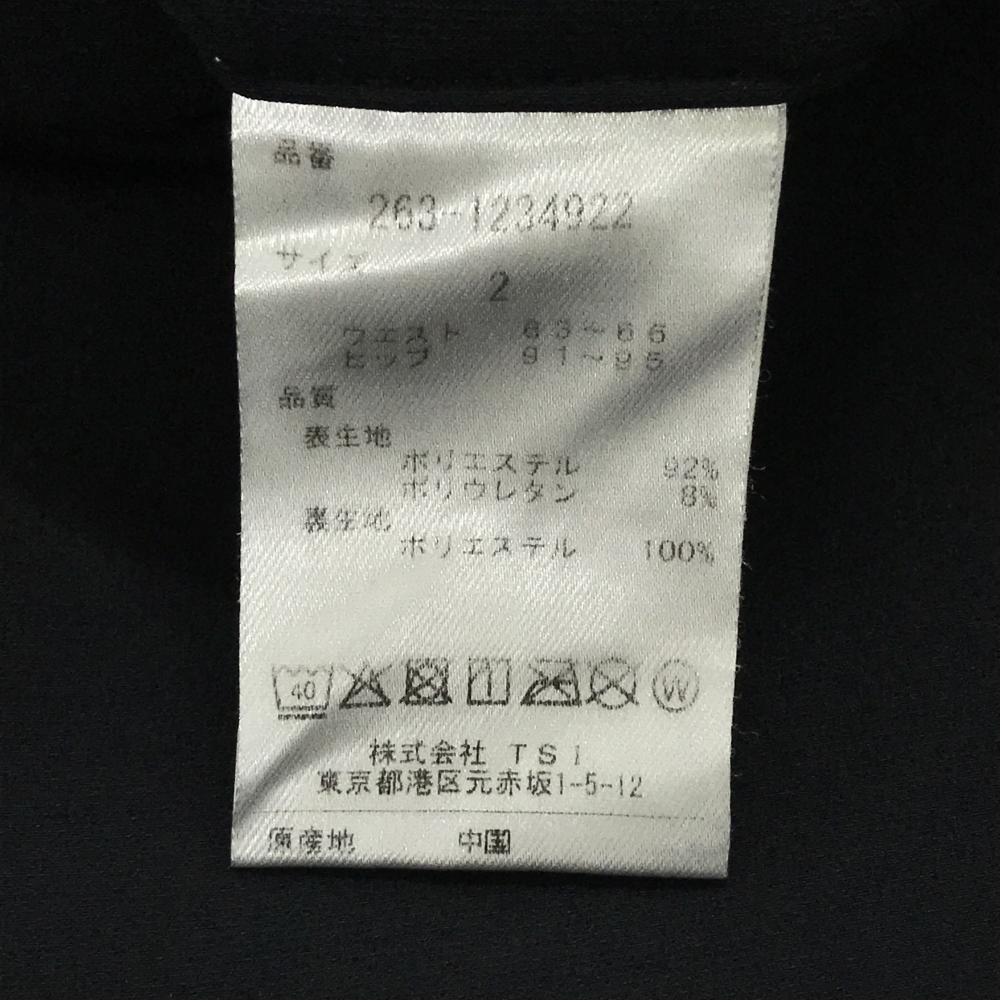 品番
263-1234922
サイズ
2
ウエスト 63~66
ヒップ 91~95
品質
表生地
ポリエステル 92%
ポリウレタン 8%
裏生地
ポリエステル 100%
40
W
株式会社 TSI
東京都港区元赤坂1-5-12
原産地 中国